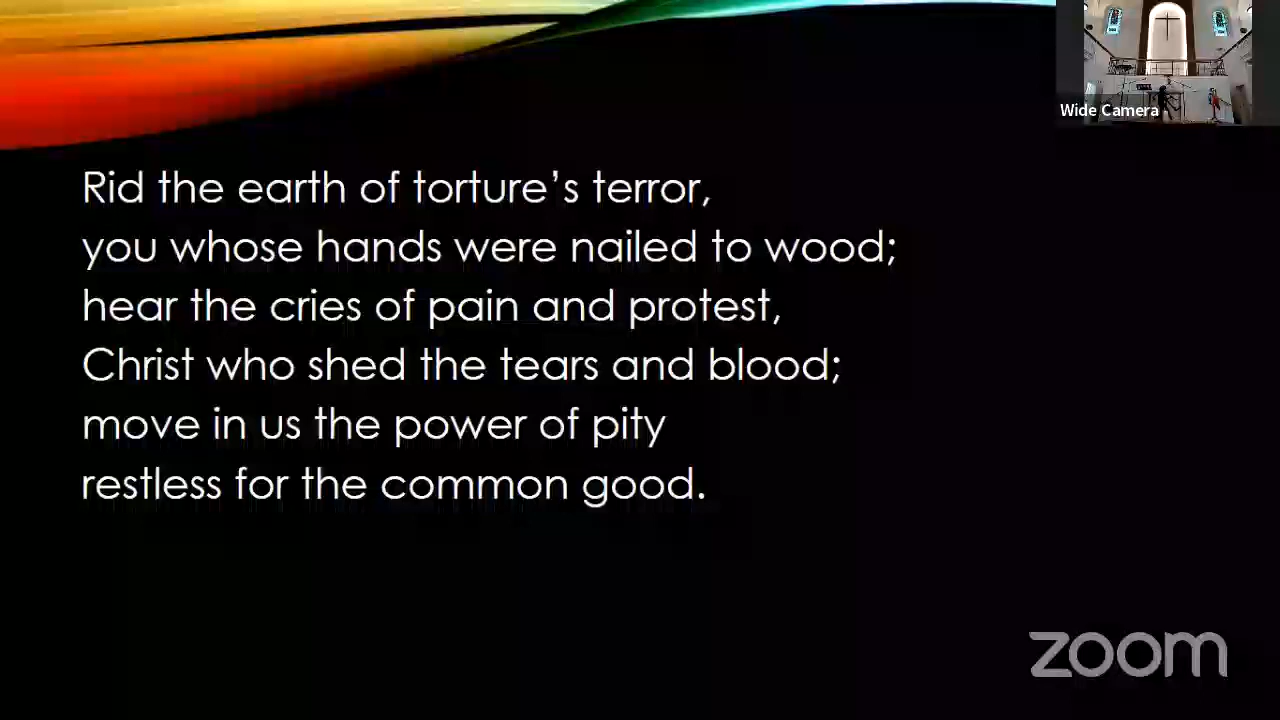 Wide Camera
Rid the earth of torture’s terror,
you whose hands were nailed to wood;
hear the cries of pain and protest,
Christ who shed the tears and blood;
move in us the power of pity
restless for the common good.
zoom